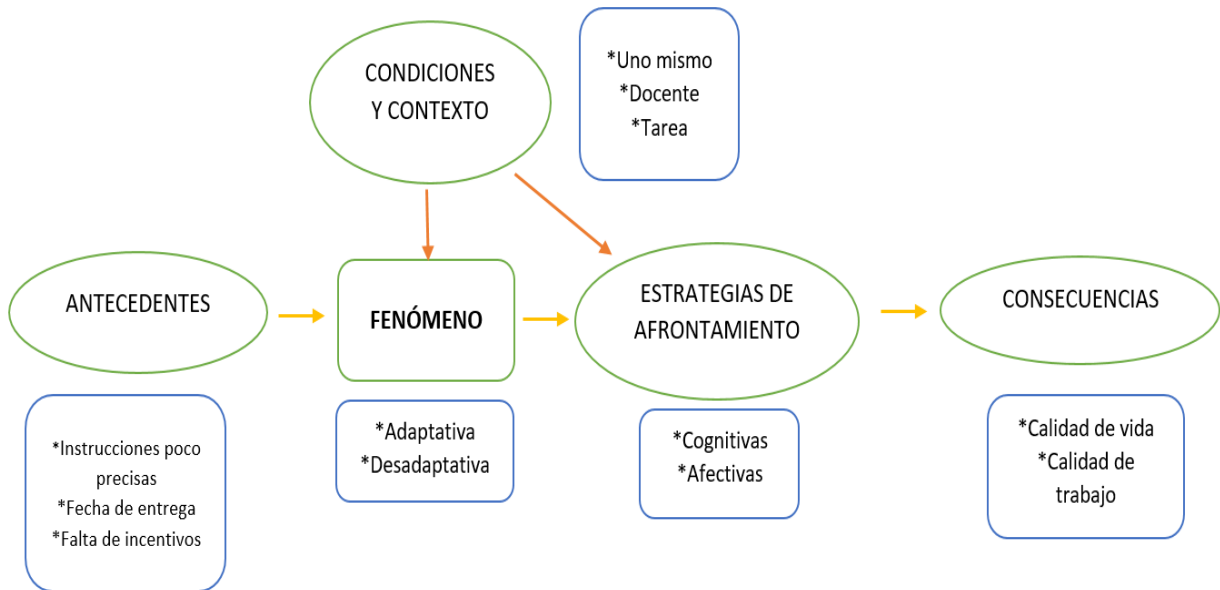 CONDICIONES
Y CONTEXTO
*Uno mismo
*Docente
*Tarea
ANTECEDENTES
FENÓMENO
ESTRATEGIAS DE
AFRONTAMIENTO
CONSECUENCIAS
*Instrucciones poco
precisas
*Fecha de entrega
*Falta de incentivos
*Adaptativa
*Desadaptativa
*Cognitivas
*Afectivas
*Calidad de vida
*Calidad de
trabajo